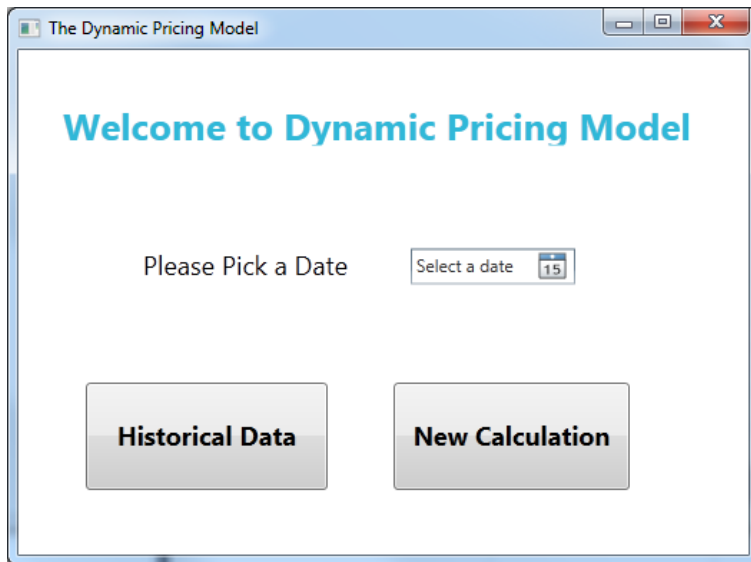 The Dynamic Pricing Model
Welcome to Dynamic Pricing Model
Please Pick a Date
Select a date
15
Historical Data
New Calculation